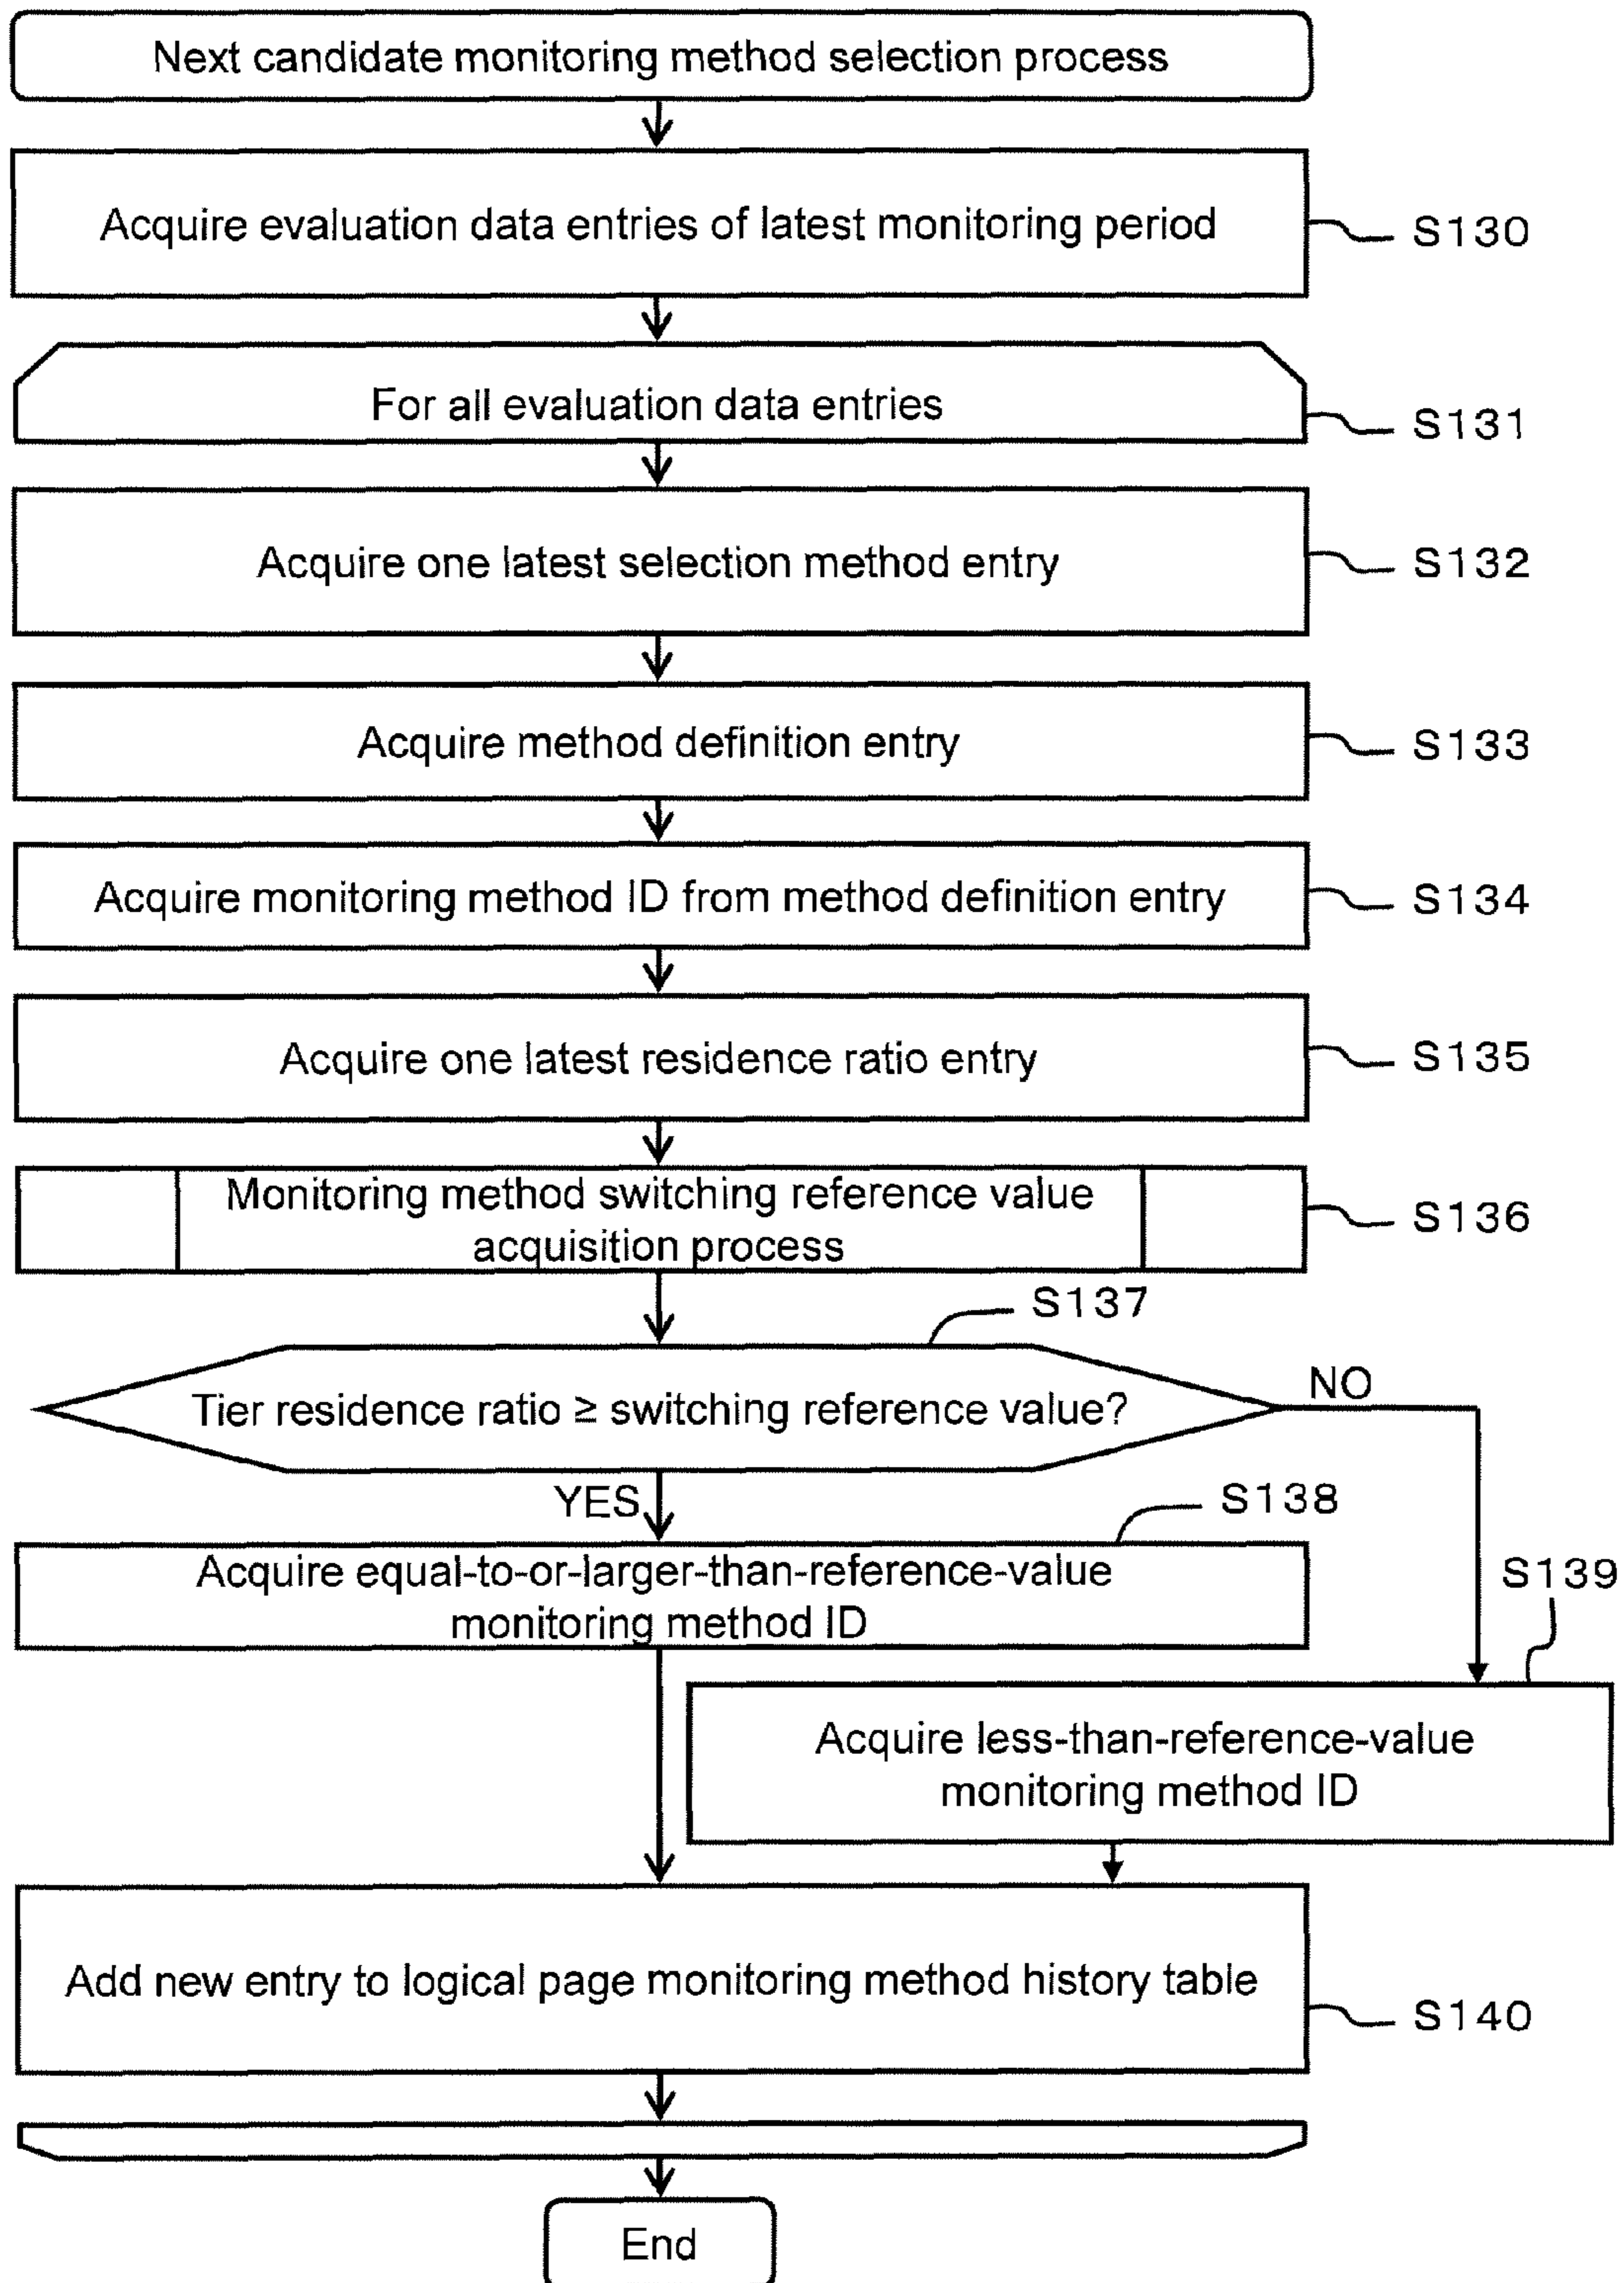 Next candidate monitoring method selection process
Acquire evaluation data entries of latest monitoring period
S130
For all evaluation data entries
S131
Acquire one latest selection method entry
S132
Acquire method definition entry
S133
Acquire monitoring method ID from method definition entry
S134
Acquire one latest residence ratio entry
S135
Monitoring method switching reference value
acquisition process
S136
S137
Tier residence ratio ≥ switching reference value?
NO
YES
S138
Acquire equal-to-or-larger-than-reference-value
monitoring method ID
S139
Acquire less-than-reference-value
monitoring method ID
Add new entry to logical page monitoring method history table
S140
End